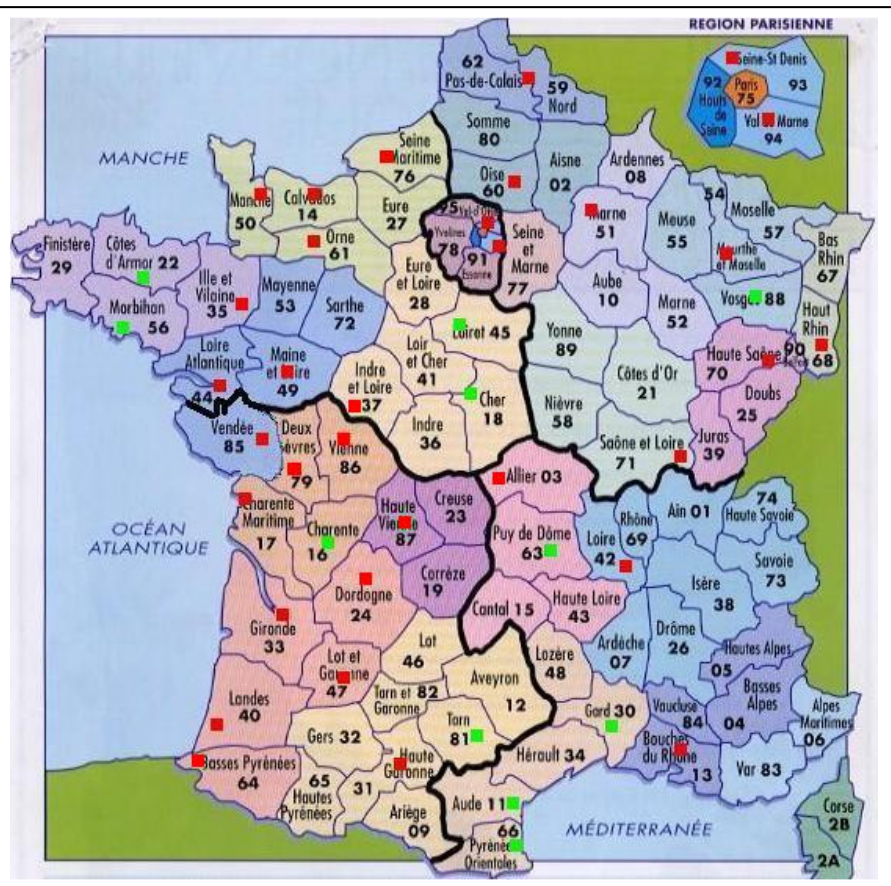 REGION PARISIENNE
Seine-St Denis
93
92
Hauts
de
Seine
Paris
75
Val de Marne
94
62
Pas-de-Calais
59
Nord
Somme
80
MANCHE
Seine
Maritime
76
Oise
60
Aisne
02
Ardennes
08
Manche
50
Calvados
14
Eure
27
Orne
61
95 Val-d'Oise
Yvelines
78
91
Essonne
Seine
et
Marne
77
Marne
51
Meuse
55
54
Moselle
57
Meurthe
et Moselle
Bas
Rhin
67
Finistère
29
Côtes
d'Armor 22
Ille et
Vilaine
35
Morbihan
56
Mayenne
53
Sarthe
72
Eure
et Loire
28
Aube
10
Marne
52
Vosges 88
Haut
Rhin
68
Loiret 45
Loir
et Cher
41
Yonne
89
Côtes d'Or
21
Haute Saône
70
90
Doubs
25
Loire
Atlantique
44
Maine
et Loire
49
Indre
et Loire
37
Cher
18
Indre
36
Nièvre
58
Saône et Loire
71
Juras
39
Vendée
85
Deux
Sèvres
79
Vienne
86
Allier 03
Ain 01
74
Haute Savoie
OCÉAN
ATLANTIQUE
Charente
Maritime
17
Charente
16
Haute
Vienne
87
Creuse
23
Puy de Dôme
63
Loire
42
Rhône
69
Savoie
73
Isère
38
Corrèze
19
Dordogne
24
Cantal 15
Haute Loire
43
Gironde
33
Lot
46
Lot et
Garonne
47
Ardèche
07
Drôme
26
Hautes Alpes
05
Lozère
48
Aveyron
12
Tarn et 82
Garonne
Landes
40
Gers 32
Tarn
81
Gard 30
Vaucluse
84
Basses
Alpes
04
Alpes
Maritimes
06
Bouches
du Rhône
13
Var 83
Basses Pyrénées
64
65
Hautes
Pyrénées
31
Haute
Garonne
Hérault 34
Ariège
09
Aude 11
66
Pyrénées
Orientales
MÉDITERRANÉE
Corse
2B
2A